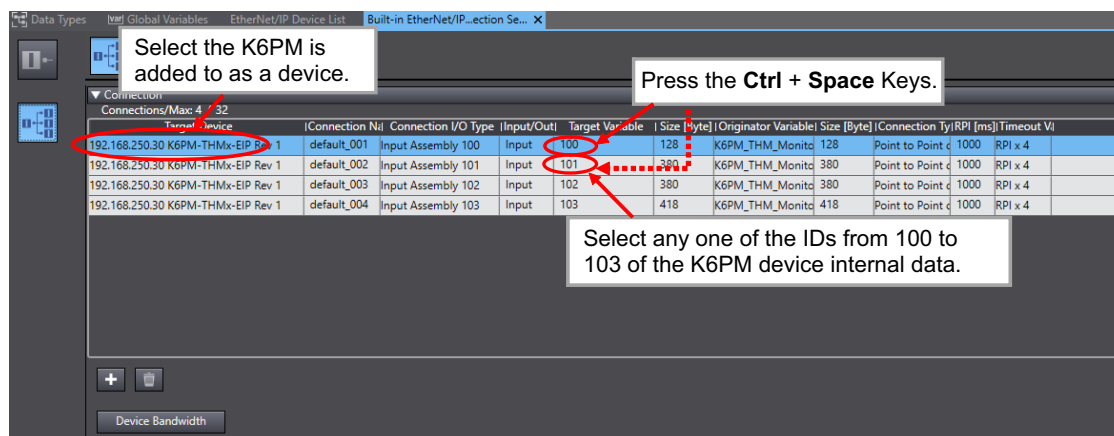 Data Types Global Variables EtherNet/IP Device List Built-in EtherNet/IP...ection Se... X
Select the K6PM is
added to as a device.
Press the Ctrl + Space Keys.
▼ Connection
Connections/Max: 4 / 32
Target Device |Connection Na| Connection I/O Type |Input/Out| Target Variable | Size [Byte]|Originator Variable| Size [Byte]|Connection Ty|RPI [ms]|Timeout Va|
192.168.250.30 K6PM-THMx-EIP Rev 1 default_001 Input Assembly 100 Input 100 128 K6PM_THM_Monito 128 Point to Point c 1000 RPI x 4
192.168.250.30 K6PM-THMx-EIP Rev 1 default_002 Input Assembly 101 Input 101 380 K6PM_THM_Monito 380 Point to Point c 1000 RPI x 4
192.168.250.30 K6PM-THMx-EIP Rev 1 default_003 Input Assembly 102 Input 102 380 K6PM_THM_Monito 380 Point to Point c 1000 RPI x 4
192.168.250.30 K6PM-THMx-EIP Rev 1 default_004 Input Assembly 103 Input 103 418 K6PM_THM_Monito 418 Point to Point c 1000 RPI x 4
Select any one of the IDs from 100 to
103 of the K6PM device internal data.
+
Device Bandwidth